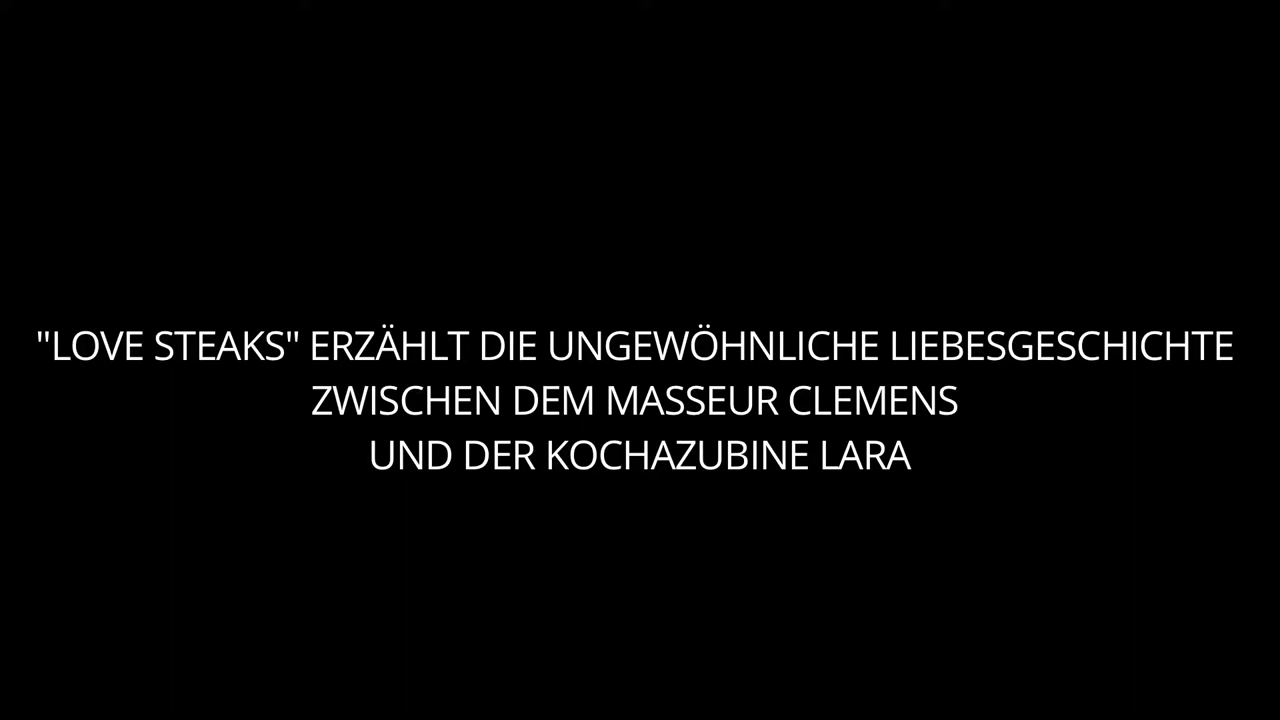 "LOVE STEAKS" ERZÄHLT DIE UNGEWÖHNLICHE LIEBESGESCHICHTE
ZWISCHEN DEM MASSEUR CLEMENS
UND DER KOCHAZUBINE LARA